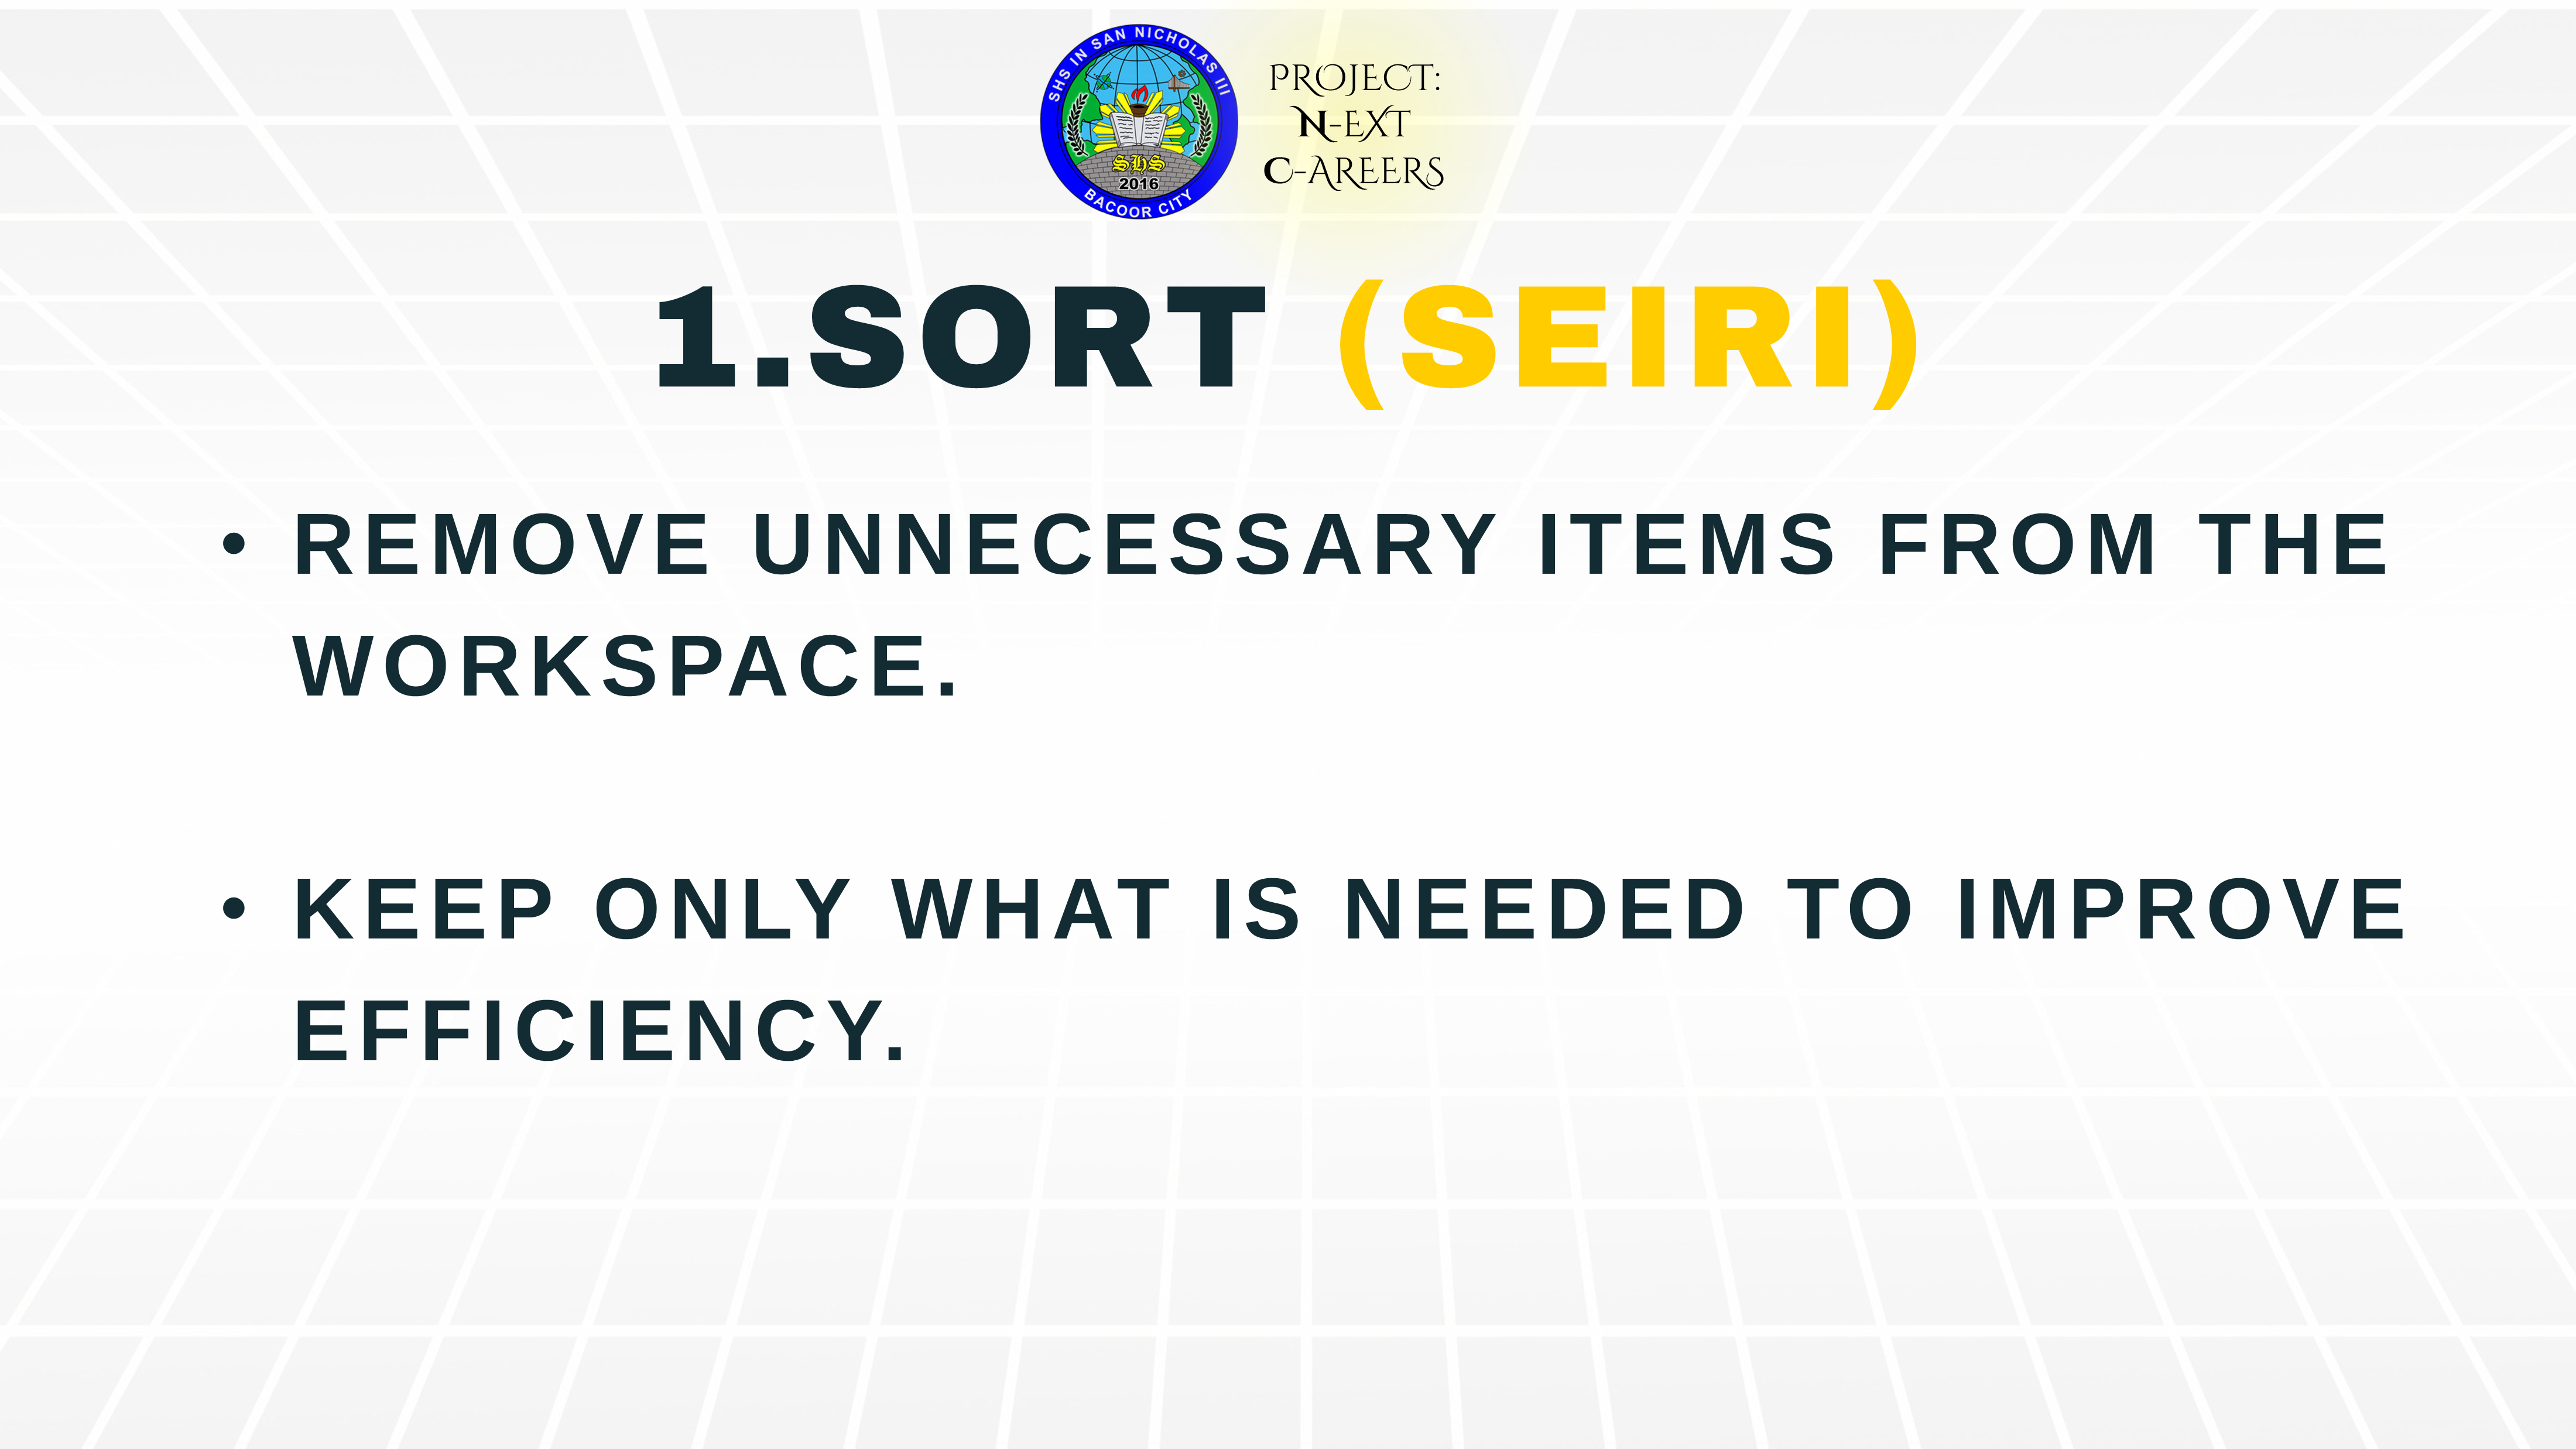 SHS IN SAN NICHOLAS III
SHS
2016
BACOOR CITY
PROJECT:
N-EXT
C-AREERS
1.SORT (SEIRI)
• REMOVE UNNECESSARY ITEMS FROM THE
WORKSPACE.
• KEEP ONLY WHAT IS NEEDED TO IMPROVE
EFFICIENCY.